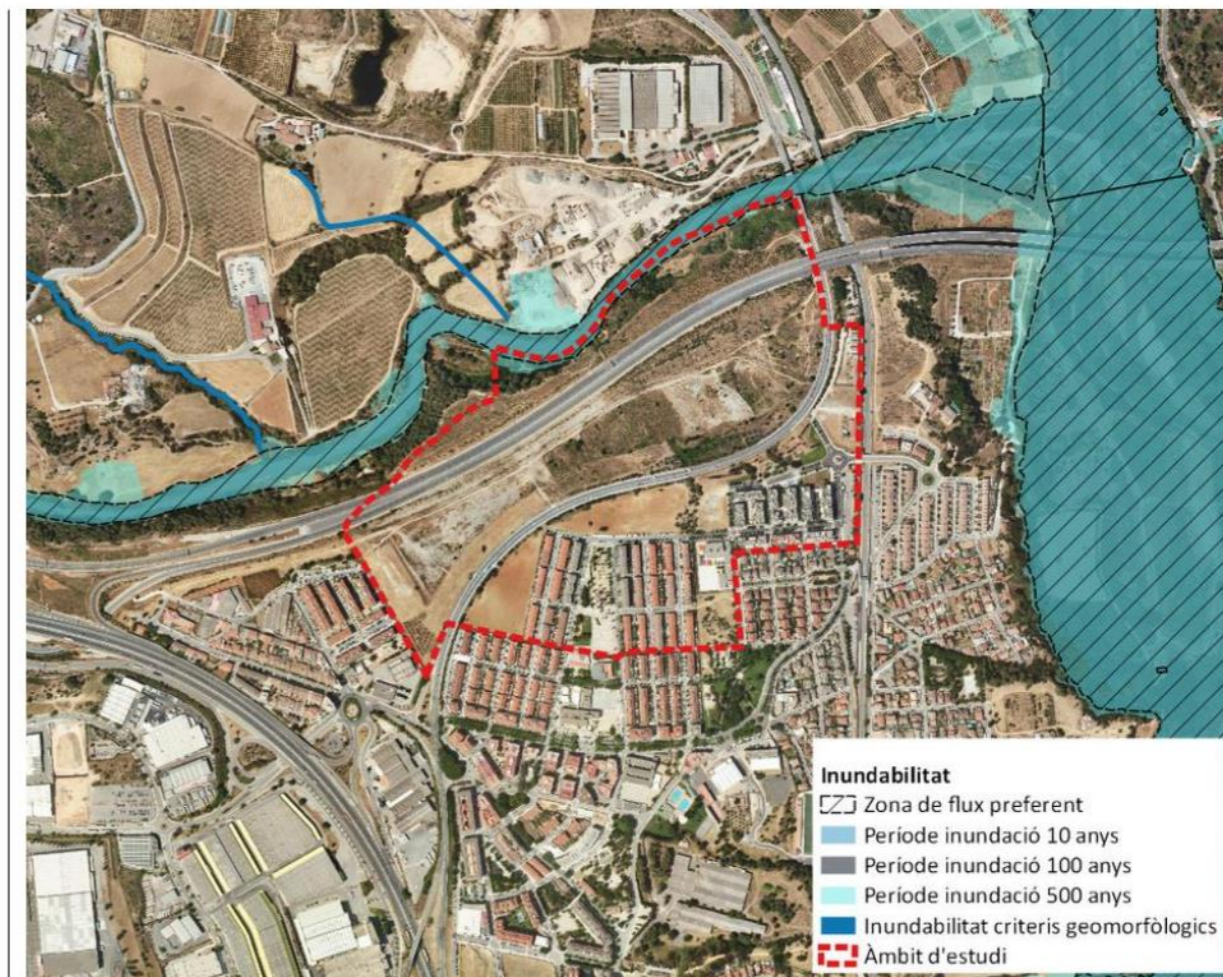 Inundabilitat
Zona de flux preferent
Període inundació 10 anys
Període inundació 100 anys
Període inundació 500 anys
Inundabilitat criteris geomorfòlogics
Àmbit d'estudi